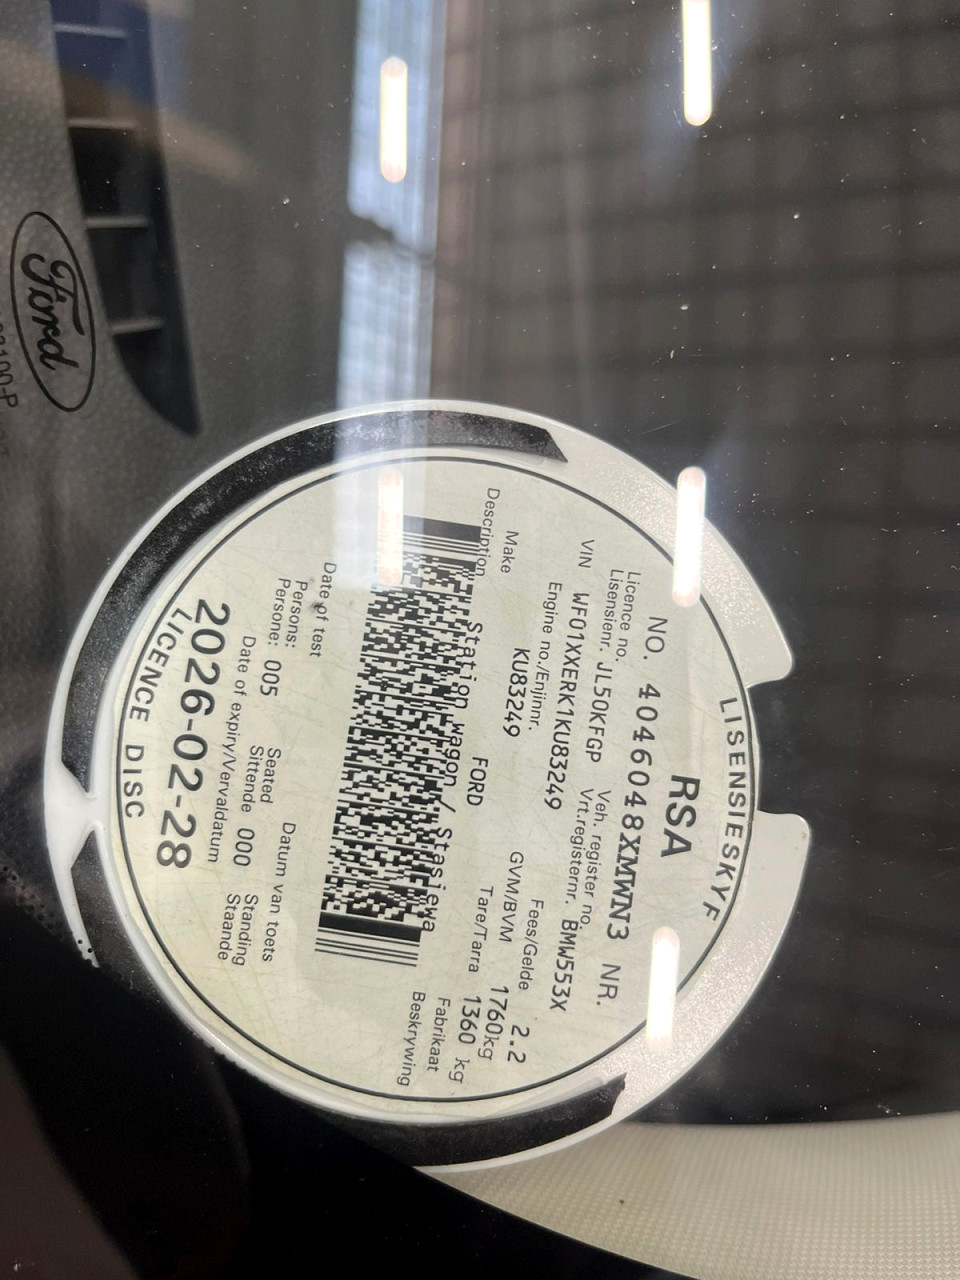 LISENSIESKYF
RSA
NO. 4046048XMWN3 NR.
Licence no. Veh. register no.
Lisensienr. JL50KFGP Vrt.registernr. BMW553X
VIN WF01XXERK1KU83249
Engine no./Enjinnr. Fees/Gelde 2.2
KU83249 GVM/BVM 1760kg
Make FORD Tare/Tarra 1360 kg
Fabrikaat
Description Station wagon / Stasiewa Beskrywing
Date of test Datum van toets
Persons: Seated Standing
Persone: 005 Sittende 000 Staande
Date of expiry/Vervaldatum
2026-02-28
LICENCE DISC
Ford